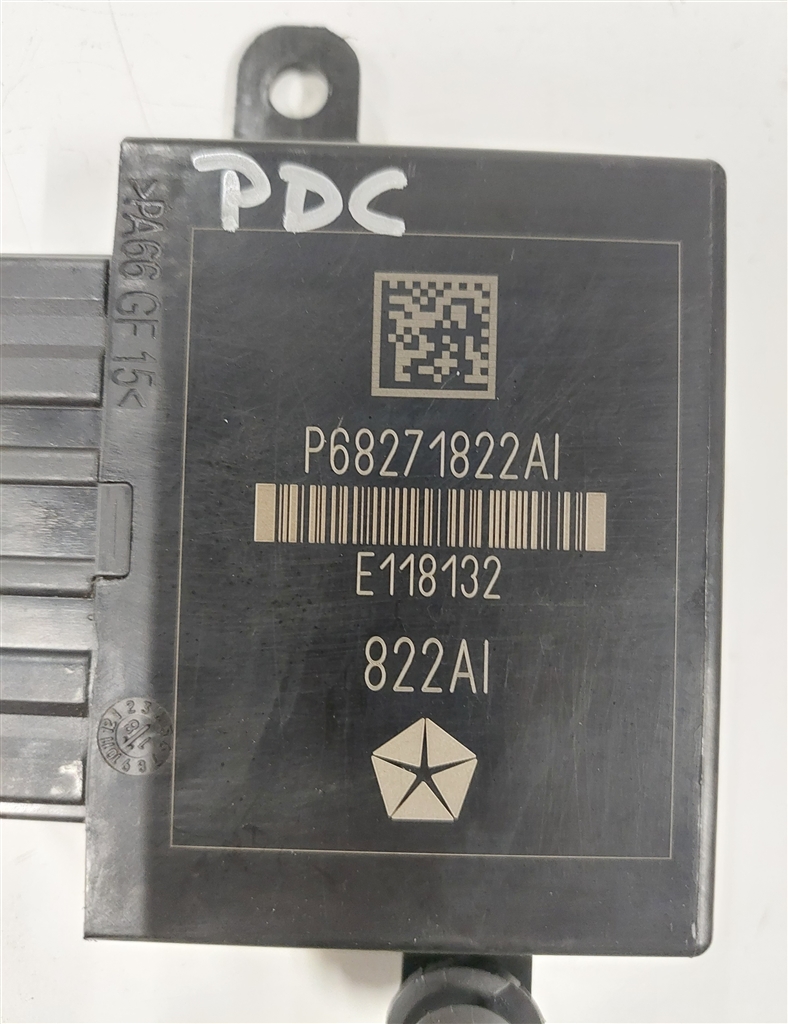 PDC
>PA66 GF 15<
P68271822AI
E118132
822AI